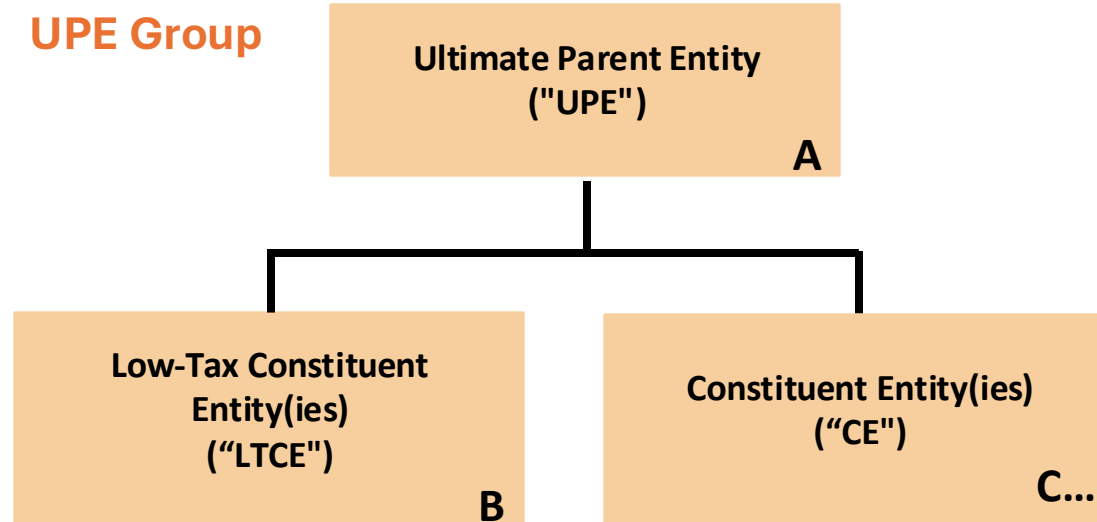 UPE Group
Ultimate Parent Entity
("UPE")
A
Low-Tax Constituent
Entity(ies)
(“LTCE")
B
Constituent Entity(ies)
(“CE")
C...